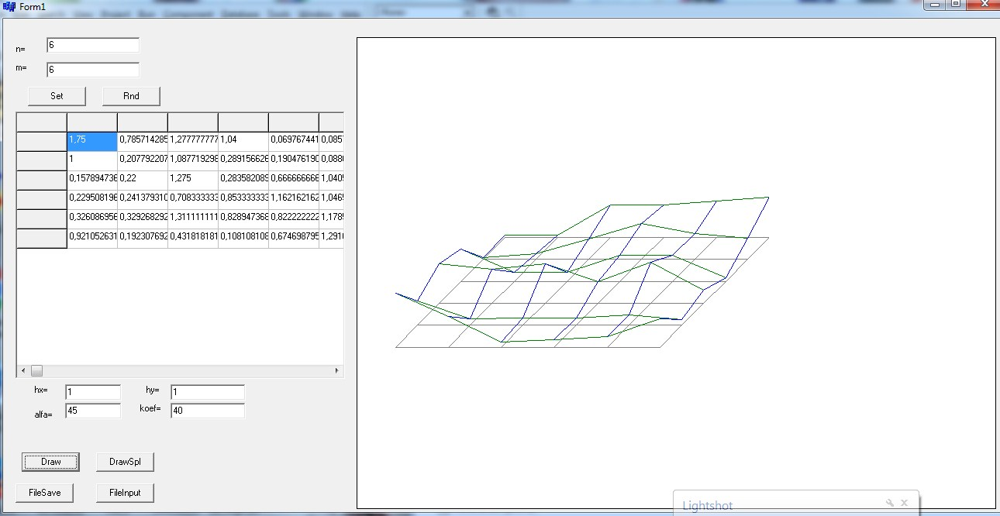 Form1
n= 6
m= 6
Set Rnd
1,75 0,785714285 1,277777777 1,04 0,069767441 0,085
1 0,207792207 1,087719298 0,289156626 0,190476190 0,088
0,157894736 0,22 1,275 0,283582089 0,666666666 1,040
0,229508196 0,241379310 0,708333333 0,853333333 1,162162162 1,046
0,326086956 0,329268292 1,311111111 0,828947368 0,822222222 1,178
0,921052631 0,192307692 0,431818181 0,108108108 0,674698795 1,291
hx= 1 hy= 1
alfa= 45 koef= 40
Draw DrawSpl
FileSave FileInput
Lightshot